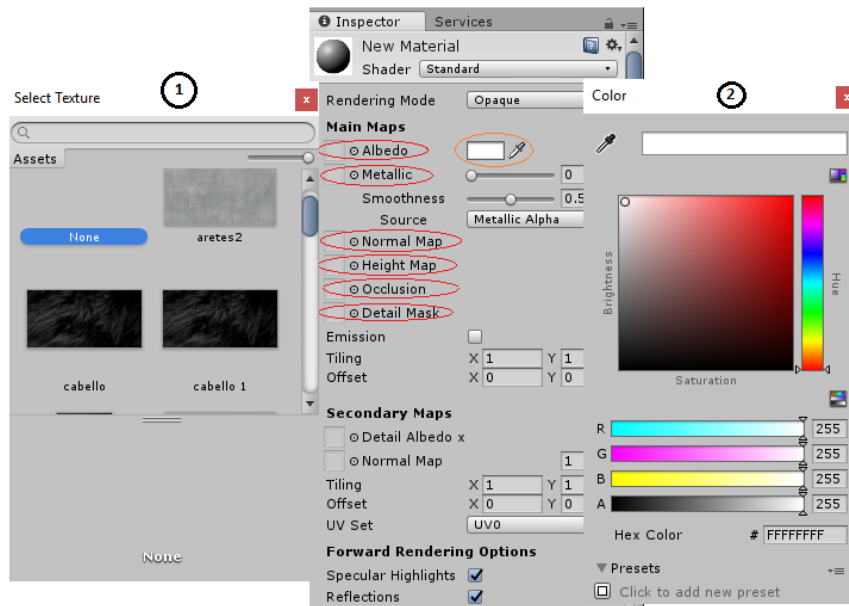 Select Texture
1
x
Assets
None
aretes2
cabello
cabello 1
None
Inspector Services
New Material
Shader Standard
Rendering Mode Opaque
Main Maps
Albedo
Metallic 0
Smoothness 0.5
Source Metallic Alpha
Normal Map
Height Map
Occlusion
Detail Mask
Emission
Tiling X 1 Y 1
Offset X 0 Y 0
Secondary Maps
Detail Albedo x
Normal Map 1
Tiling X 1 Y 1
Offset X 0 Y 0
UV Set UV0
Forward Rendering Options
Specular Highlights
Reflections
Color
2
x
Brightness
Hue
Saturation
R 255
G 255
B 255
A 255
Hex Color # FFFFFFFF
Presets
Click to add new preset